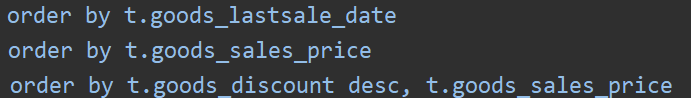 order by t.goods_lastsale_date
order by t.goods_sales_price
order by t.goods_discount desc, t.goods_sales_price